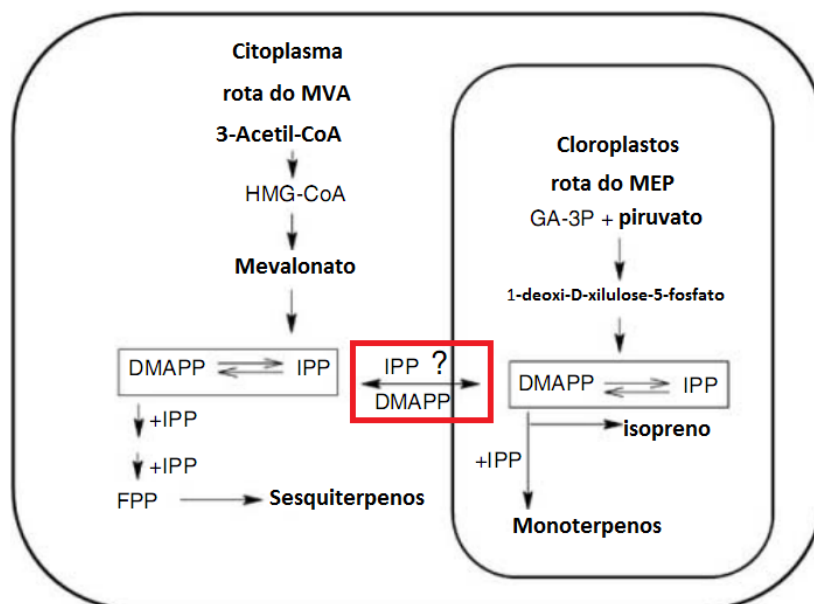 Citoplasma
rota do MVA
3-Acetil-CoA
HMG-CoA
Mevalonato
DMAPP IPP
+IPP
+IPP
FPP Sesquiterpenos
IPP ?
DMAPP
Cloroplastos
rota do MEP
GA-3P + piruvato
1-deoxi-D-xilulose-5-fosfato
DMAPP IPP
isopreno
+IPP
Monoterpenos